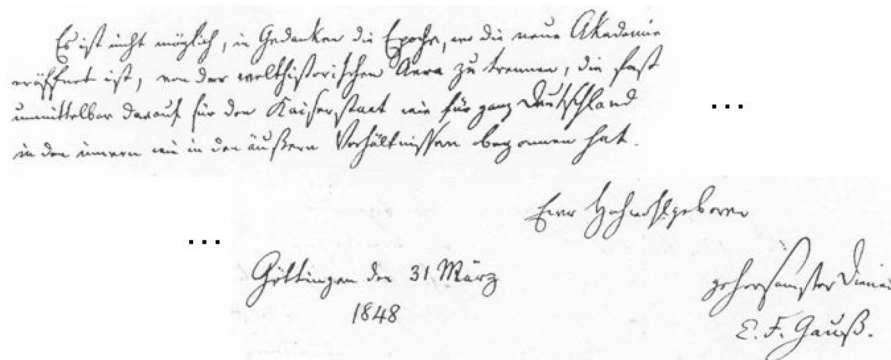 Es ist nicht möglich, in Gedanken die Epoche, wo die neue Akademie
eröffnet ist, von der welthistorischen Aera zu trennen, die fast
unmittelbar darauf für den Kaiserstaat wie für ganz Deutschland
...
in den innern wie in den äußern Verhältnissen begonnen hat.
Euer Hochwohlgeboren
...
Göttingen den 31 März
gehorsamster Diener
1848
C. F. Gauß.